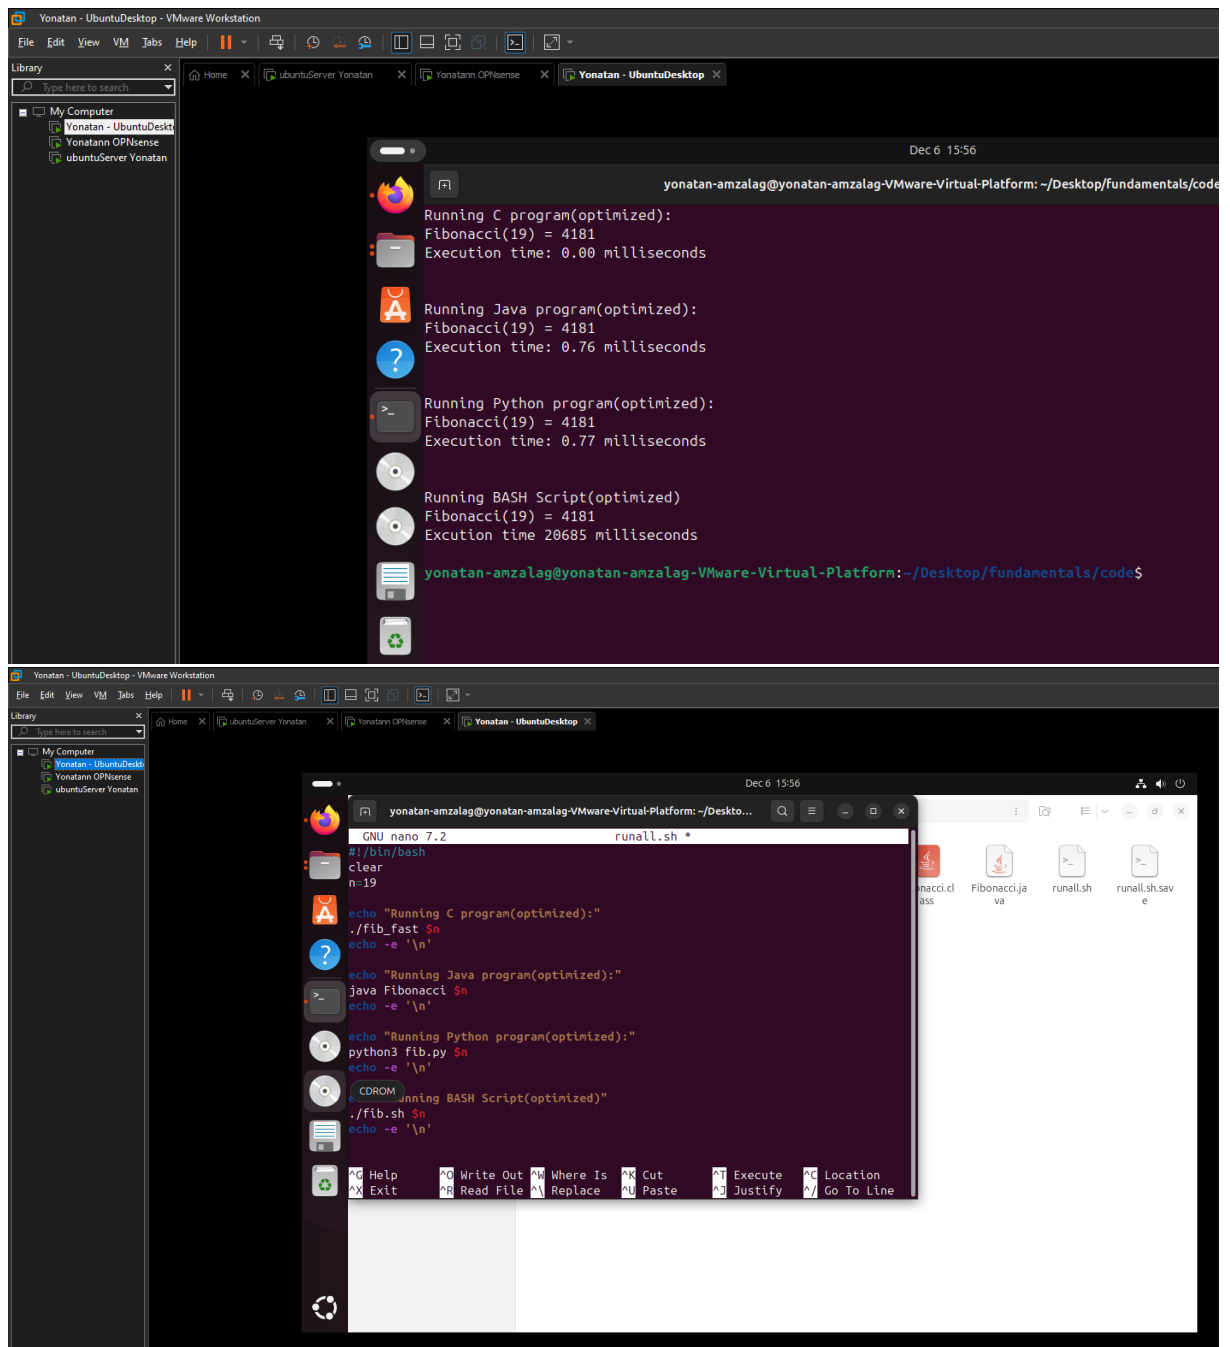 Yonatan - UbuntuDesktop - VMware Workstation
File Edit View VM Tabs Help
Library
Home
ubuntuServer Yonatan
Yonatann OPNsense
Yonatan - UbuntuDesktop
Type here to search
My Computer
Yonatan - UbuntuDeskt
Yonatann OPNsense
ubuntuServer Yonatan
Dec 6 15:56
yonatan-amzalag@yonatan-amzalag-VMware-Virtual-Platform: ~/Desktop/fundamentals/code
Running C program(optimized):
Fibonacci(19) = 4181
Execution time: 0.00 milliseconds
Running Java program(optimized):
Fibonacci(19) = 4181
Execution time: 0.76 milliseconds
Running Python program(optimized):
Fibonacci(19) = 4181
Execution time: 0.77 milliseconds
Running BASH Script(optimized)
Fibonacci(19) = 4181
Excution time 20685 milliseconds
yonatan-amzalag@yonatan-amzalag-VMware-Virtual-Platform:~/Desktop/fundamentals/code$
Yonatan - UbuntuDesktop - VMware Workstation
File Edit View VM Tabs Help
Library
Home
ubuntuServer Yonatan
Yonatann OPNsense
Yonatan - UbuntuDesktop
Type here to search
My Computer
Yonatan - UbuntuDeskt
Yonatann OPNsense
ubuntuServer Yonatan
Dec 6 15:56
yonatan-amzalag@yonatan-amzalag-VMware-Virtual-Platform: ~/Deskto...
GNU nano 7.2 runall.sh *
#!/bin/bash
clear
n=19
echo "Running C program(optimized):"
./fib_fast $n
echo -e '\n'
echo "Running Java program(optimized):"
java Fibonacci $n
echo -e '\n'
echo "Running Python program(optimized):"
python3 fib.py $n
echo -e '\n'
CDROM
nning BASH Script(optimized)"
./fib.sh $n
echo -e '\n'
^G Help ^O Write Out ^W Where Is ^K Cut ^T Execute ^C Location
^X Exit ^R Read File ^\ Replace ^U Paste ^J Justify ^/ Go To Line
onacci.cl
ass
Fibonacci.ja
va
runall.sh
runall.sh.sav
e